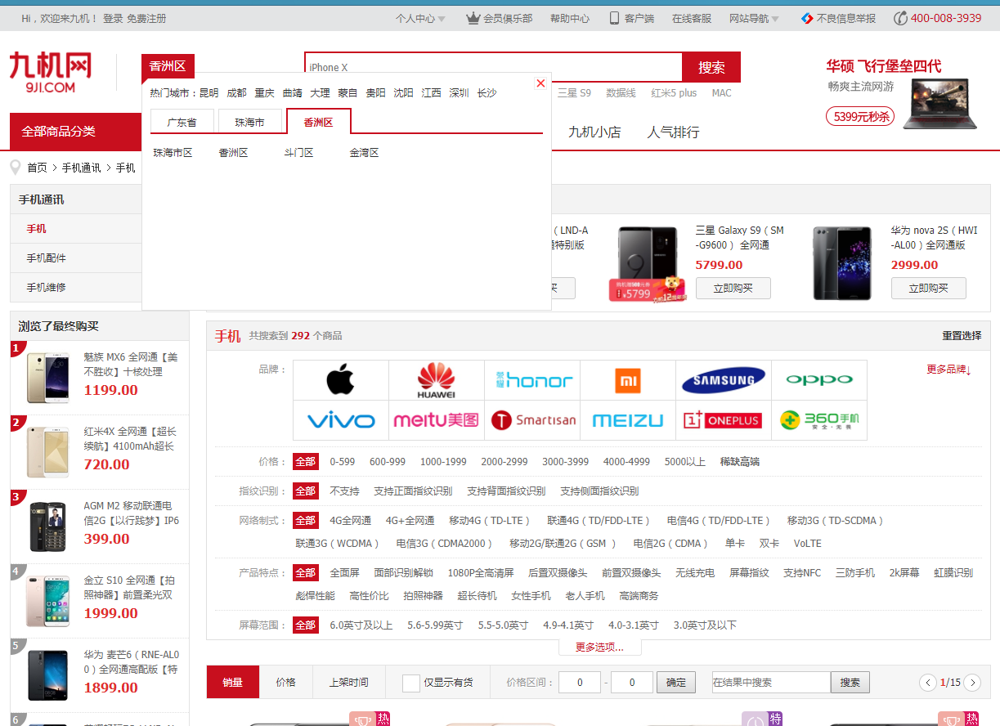 Hi，欢迎来九机！ 登录 免费注册
个人中心 会员俱乐部 帮助中心 客户端 在线客服 网站导航 不良信息举报 400-008-3939
九机网
9JI.COM
香洲区
iPhone X
搜索
华硕 飞行堡垒四代
畅爽主流网游
5399元秒杀
热门城市：昆明 成都 重庆 曲靖 大理 蒙自 贵阳 沈阳 江西 深圳 长沙
三星 S9 数据线 红米5 plus MAC
广东省 珠海市 香洲区
珠海市区 香洲区 斗门区 金湾区
全部商品分类
九机小店 人气排行
首页 > 手机通讯 > 手机
手机通讯
手机
手机配件
手机维修
（LND-A
特别版
三星 Galaxy S9（SM
-G9600） 全网通
5799.00
立即购买
购机赠500元券
¥5799
九机12周年庆
华为 nova 2S（HWI
-AL00）全网通版
2999.00
立即购买
浏览了最终购买
1
魅族 MX6 全网通【美
不胜收】十核处理
1199.00
2
红米4X 全网通【超长
续航】4100mAh超长
720.00
3
AGM M2 移动联通电
信2G【以行践梦】IP6
399.00
4
金立 S10 全网通【拍
照神器】前置柔光双
1999.00
5
华为 麦芒6（RNE-AL0
0）全网通高配版【特
1899.00
6
手机 共搜索到 292 个商品
重置选择
品牌：
HUAWEI
荣耀 honor
mi
SAMSUNG
oppo
vivo
meitu美图
Smartisan
MEIZU
1+ ONEPLUS
360手机
安全·无畏
更多品牌↓
价格： 全部 0-599 600-999 1000-1999 2000-2999 3000-3999 4000-4999 5000以上 稀缺高端
指纹识别： 全部 不支持 支持正面指纹识别 支持背面指纹识别 支持侧面指纹识别
网络制式： 全部 4G全网通 4G+全网通 移动4G（TD-LTE） 联通4G（TD/FDD-LTE） 电信4G（TD/FDD-LTE） 移动3G（TD-SCDMA）
联通3G（WCDMA） 电信3G（CDMA2000） 移动2G/联通2G（GSM ） 电信2G（CDMA） 单卡 双卡 VoLTE
产品特点： 全部 全面屏 面部识别解锁 1080P全高清屏 后置双摄像头 前置双摄像头 无线充电 屏幕指纹 支持NFC 三防手机 2k屏幕 虹膜识别
彪悍性能 高性价比 拍照神器 超长待机 女性手机 老人手机 高端商务
屏幕范围： 全部 6.0英寸及以上 5.6-5.99英寸 5.5-5.0英寸 4.9-4.1英寸 4.0-3.1英寸 3.0英寸及以下
更多选项...
销量 价格 上架时间 仅显示有货 价格区间： 0 - 0 确定 在结果中搜索 搜索 1/15
热 特 热